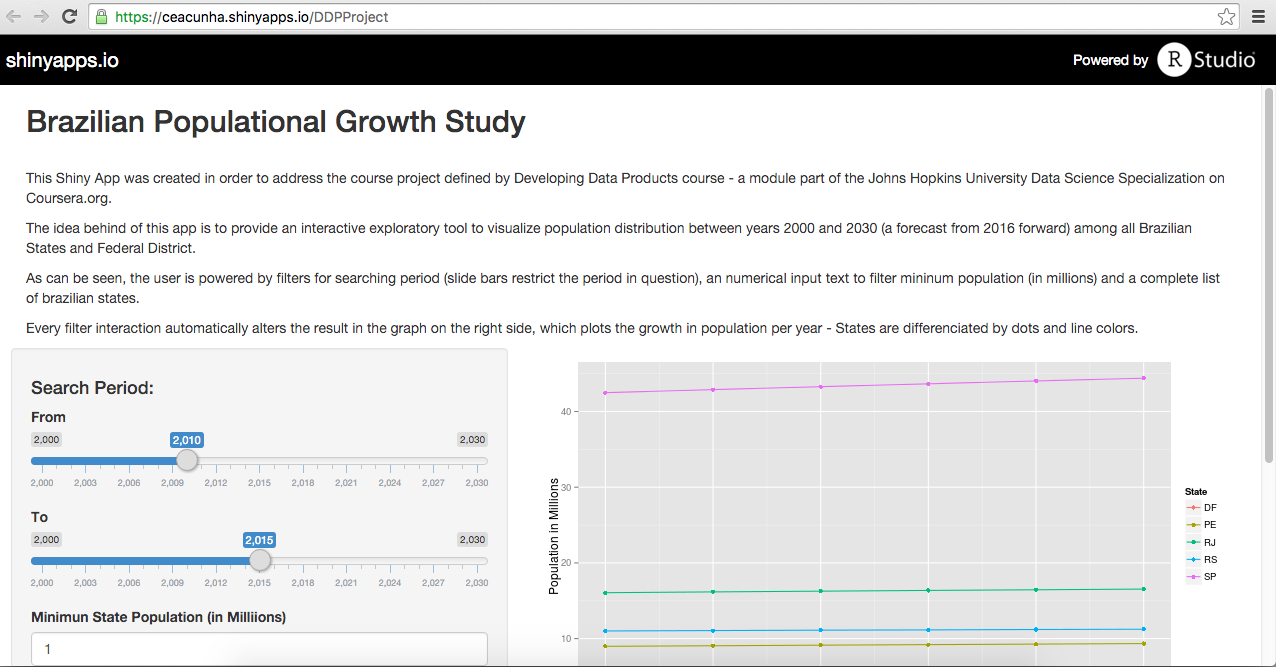 https://ceacunha.shinyapps.io/DDPProject
shinyapps.io
Powered by R Studio
Brazilian Populational Growth Study
This Shiny App was created in order to address the course project defined by Developing Data Products course - a module part of the Johns Hopkins University Data Science Specialization on
Coursera.org.
The idea behind of this app is to provide an interactive exploratory tool to visualize population distribution between years 2000 and 2030 (a forecast from 2016 forward) among all Brazilian
States and Federal District.
As can be seen, the user is powered by filters for searching period (slide bars restrict the period in question), an numerical input text to filter mininum population (in millions) and a complete list
of brazilian states.
Every filter interaction automatically alters the result in the graph on the right side, which plots the growth in population per year - States are differenciated by dots and line colors.
Search Period:
From
2,000 2,010 2,030
2,000 2,003 2,006 2,009 2,012 2,015 2,018 2,021 2,024 2,027 2,030
To
2,000 2,015 2,030
2,000 2,003 2,006 2,009 2,012 2,015 2,018 2,021 2,024 2,027 2,030
Minimun State Population (in Milliions)
1
Population in Millions
40
30
20
10
State
DF
PE
RJ
RS
SP